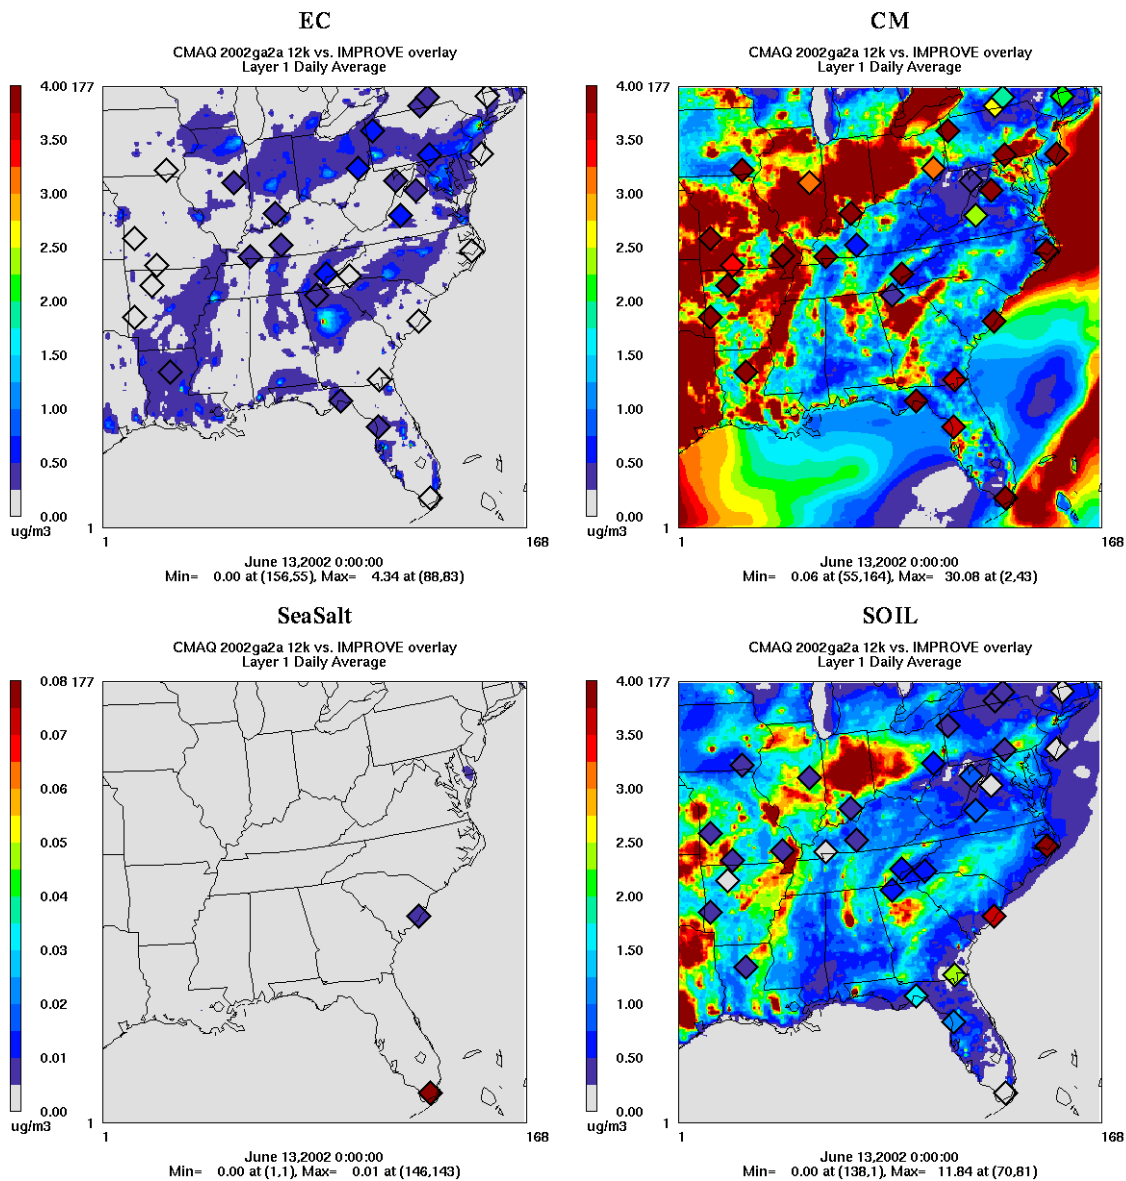 EC
CMAQ 2002ga2a 12k vs. IMPROVE overlay
Layer 1 Daily Average
4.00 177
3.50
3.00
2.50
2.00
1.50
1.00
0.50
0.00
ug/m3
1
1 168
June 13,2002 0:00:00
Min= 0.00 at (156,55), Max= 4.34 at (88,83)
CM
CMAQ 2002ga2a 12k vs. IMPROVE overlay
Layer 1 Daily Average
4.00 177
3.50
3.00
2.50
2.00
1.50
1.00
0.50
0.00
ug/m3
1
1 168
June 13,2002 0:00:00
Min= 0.06 at (55,164), Max= 30.08 at (2,43)
SeaSalt
CMAQ 2002ga2a 12k vs. IMPROVE overlay
Layer 1 Daily Average
0.08 177
0.07
0.06
0.05
0.04
0.03
0.02
0.01
0.00
ug/m3
1
1 168
June 13,2002 0:00:00
Min= 0.00 at (1,1), Max= 0.01 at (146,143)
SOIL
CMAQ 2002ga2a 12k vs. IMPROVE overlay
Layer 1 Daily Average
4.00 177
3.50
3.00
2.50
2.00
1.50
1.00
0.50
0.00
ug/m3
1
1 168
June 13,2002 0:00:00
Min= 0.00 at (138,1), Max= 11.84 at (70,81)